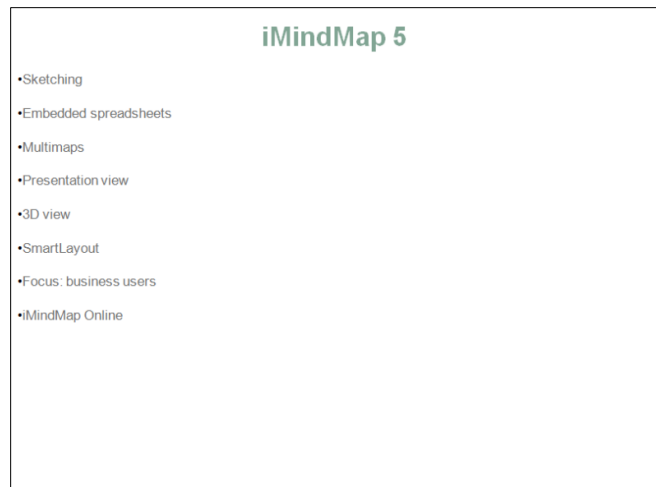 iMindMap 5
•Sketching
•Embedded spreadsheets
•Multimaps
•Presentation view
•3D view
•SmartLayout
•Focus: business users
•iMindMap Online